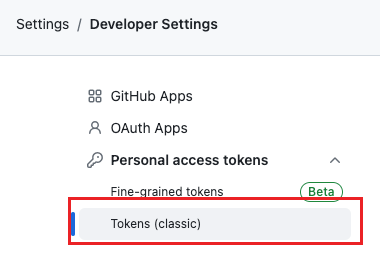 Settings / Developer Settings
GitHub Apps
OAuth Apps
Personal access tokens
Fine-grained tokens Beta
Tokens (classic)